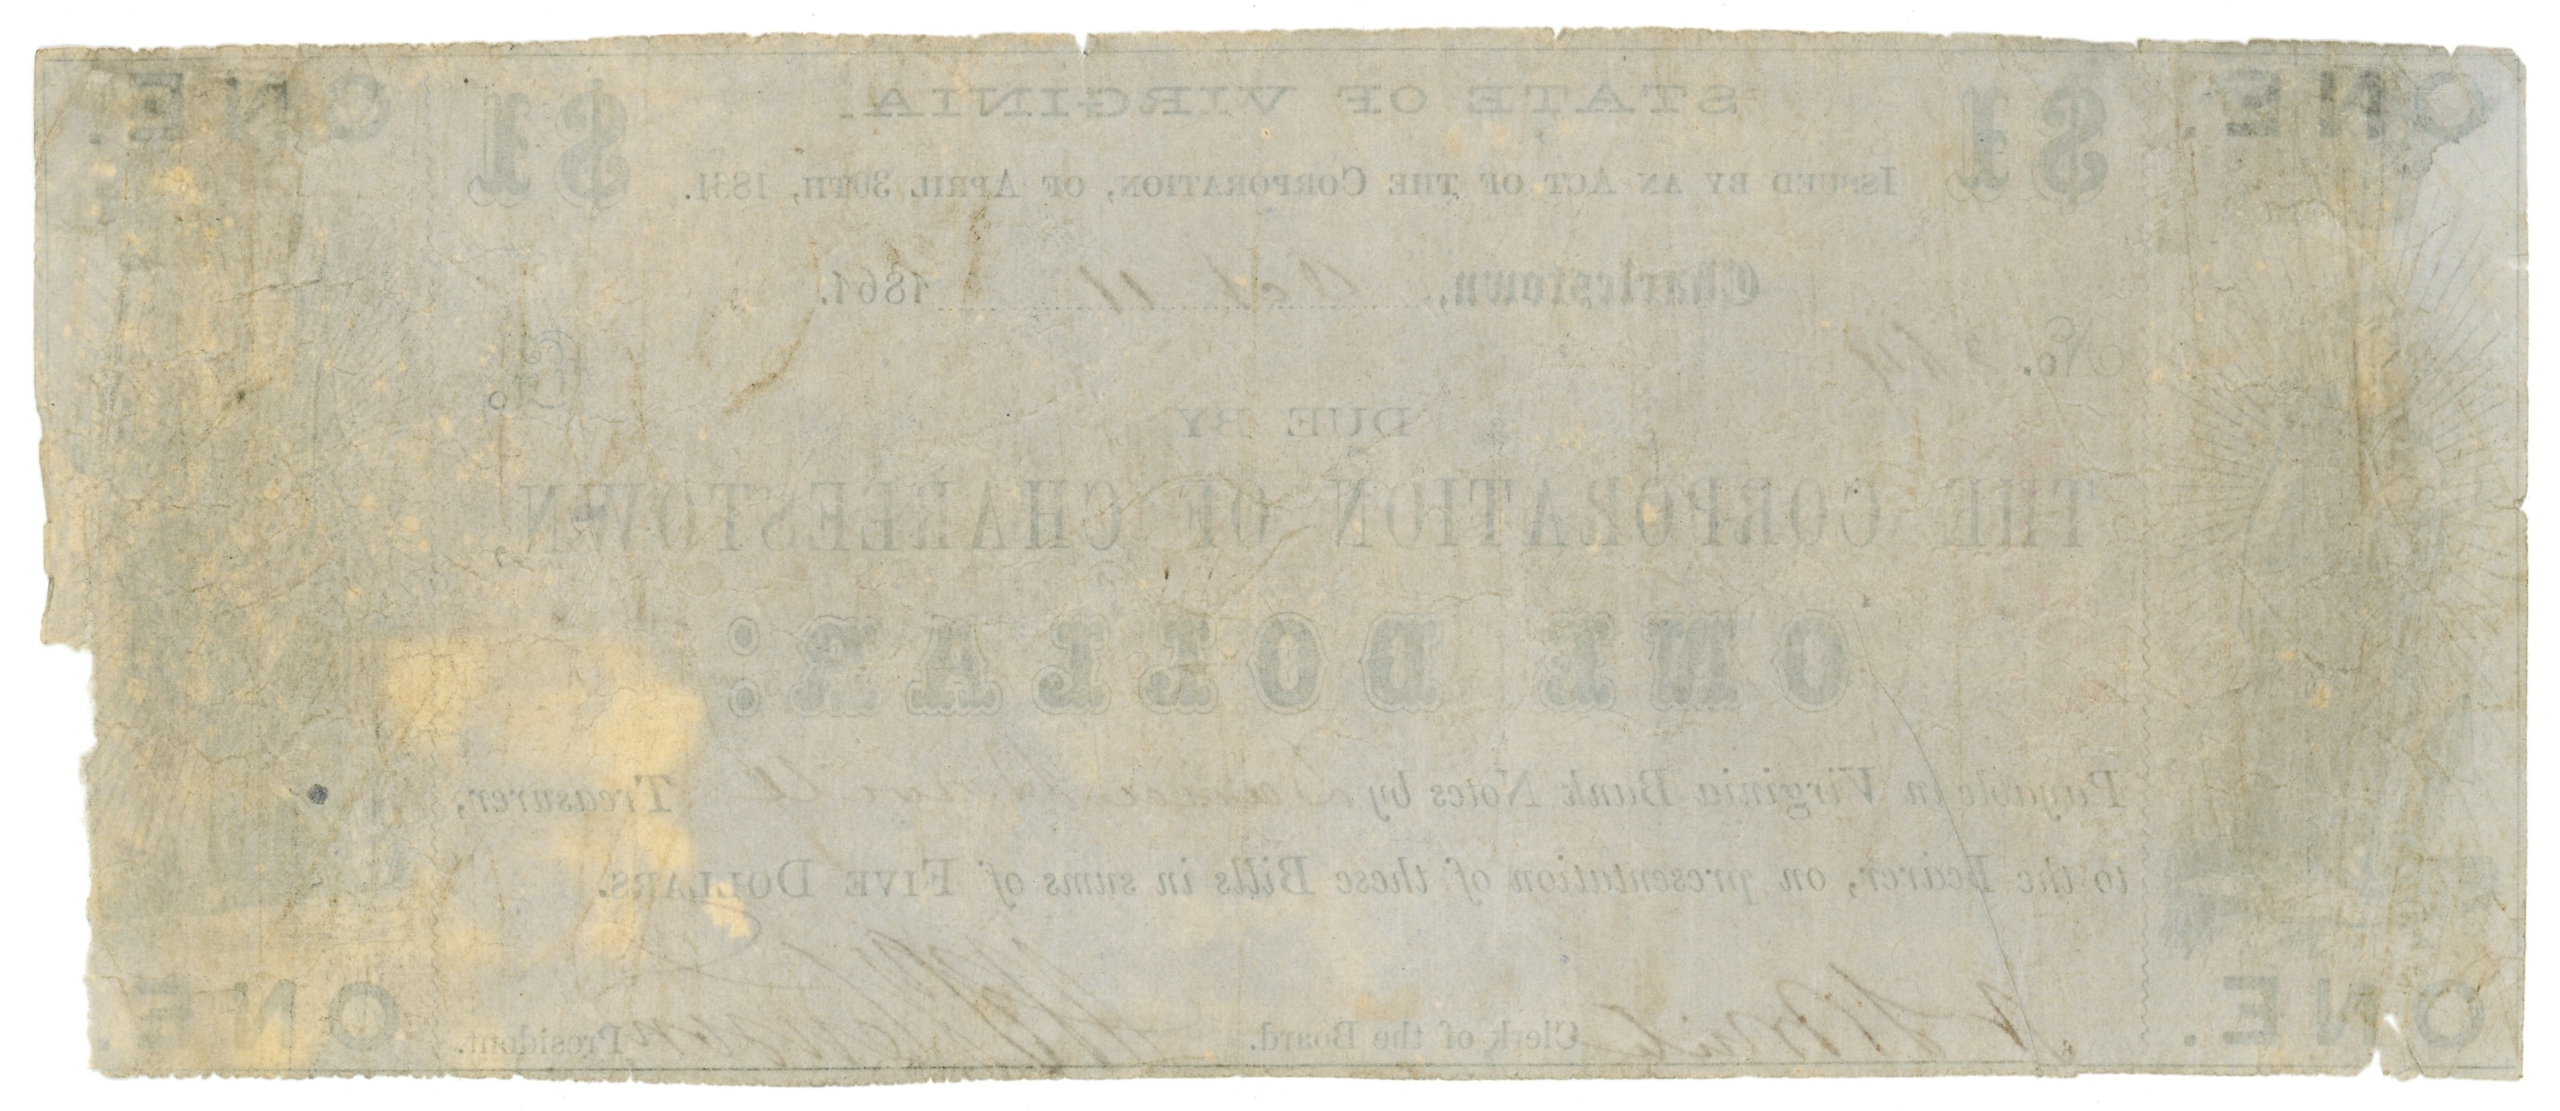 ONE. $1 STATE OF VIRGINIA. $1 ONE.
ISSUED BY AN ACT OF THE CORPORATION, OF APRIL 30TH, 1861.
Charlestown, Oct 11 1861.
No.
DUE BY
THE CORPORATION OF CHARLESTOWN
ONE DOLLAR:
Payable in Virginia Bank Notes by Treasurer,
to the Bearer, on presentation of these Bills in sums of FIVE DOLLARS.
Clerk of the Board. President.
ONE. ONE.